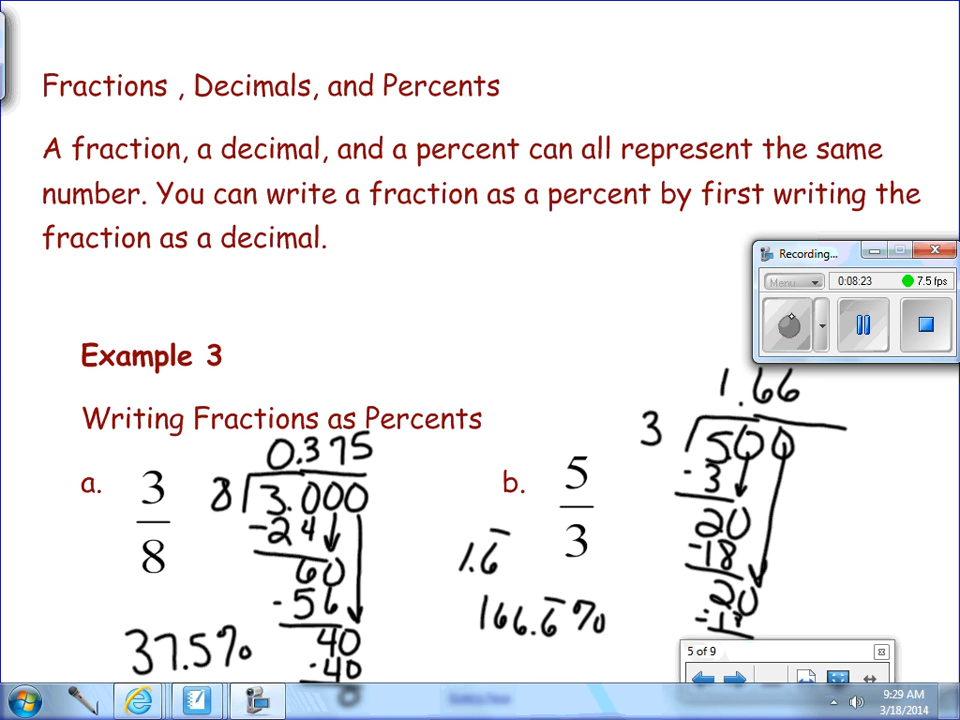 Fractions , Decimals, and Percents
A fraction, a decimal, and a percent can all represent the same
number. You can write a fraction as a percent by first writing the
fraction as a decimal.
Recording...
Menu
0:08:23
7.5 fps
Example 3
Writing Fractions as Percents
a.
3
8
0.375
8 3.000
-24
60
-56
40
-40
0
37.5%
b.
5
3
1.66
3 5.00
-3
20
-18
20
1.6̅
166.6̅%
5 of 9
9:29 AM
3/18/2014